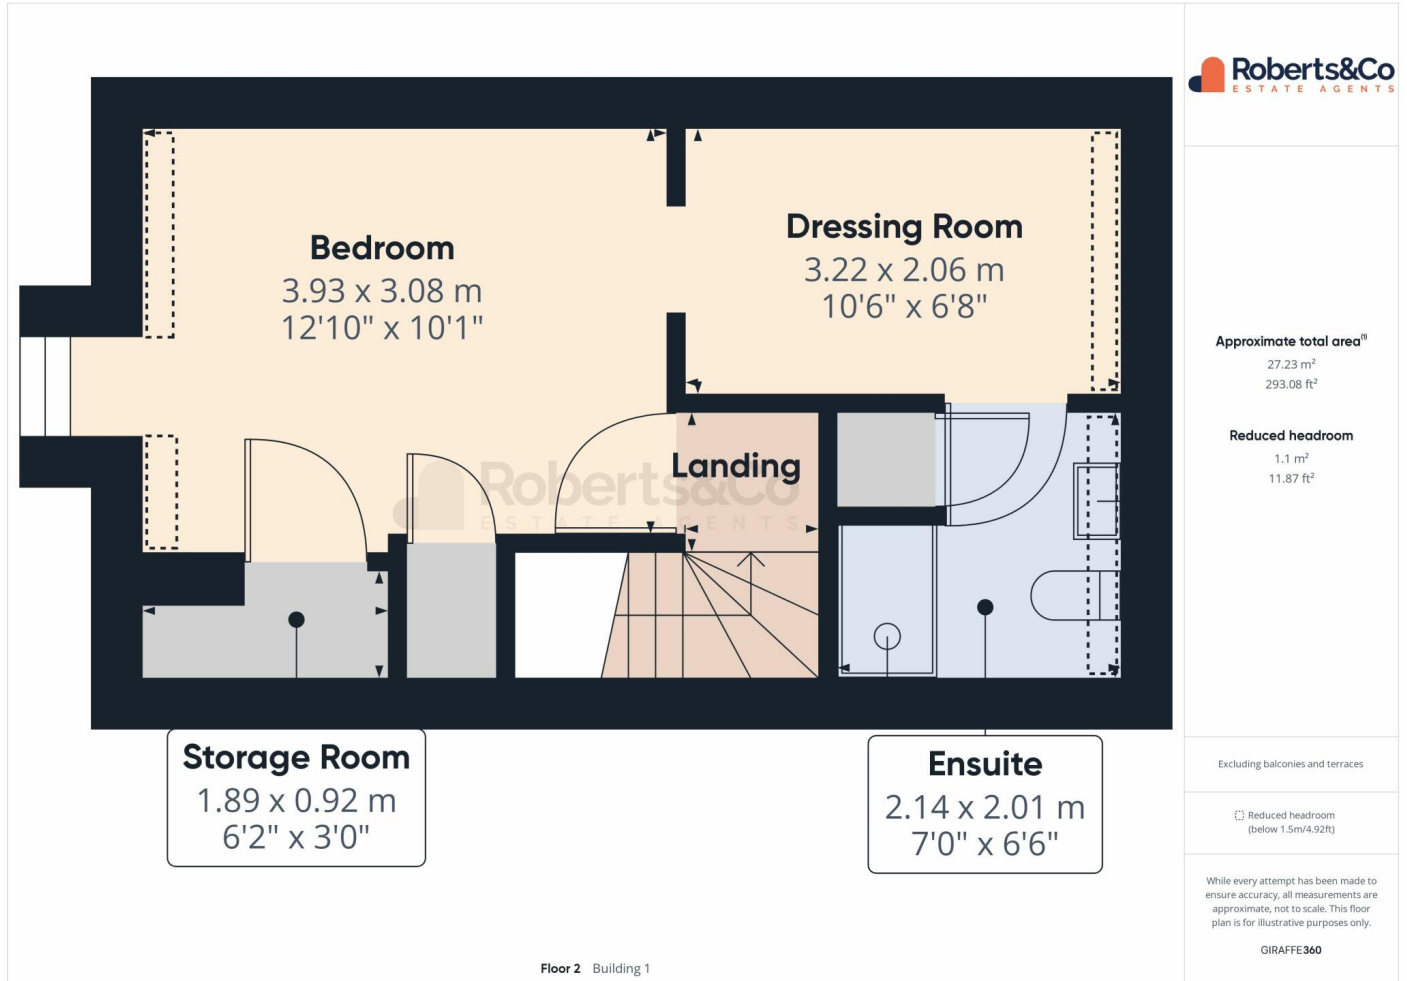 Bedroom
3.93 x 3.08 m
12'10" x 10'1"
Dressing Room
3.22 x 2.06 m
10'6" x 6'8"
Landing
Roberts&Co
ESTATE AGENTS
Storage Room
1.89 x 0.92 m
6'2" x 3'0"
Ensuite
2.14 x 2.01 m
7'0" x 6'6"
Floor 2 Building 1
Roberts&Co
ESTATE AGENTS
Approximate total area(1)
27.23 m²
293.08 ft²
Reduced headroom
1.1 m²
11.87 ft²
Excluding balconies and terraces
Reduced headroom
(below 1.5m/4.92ft)
While every attempt has been made to
ensure accuracy, all measurements are
approximate, not to scale. This floor
plan is for illustrative purposes only.
GIRAFFE360